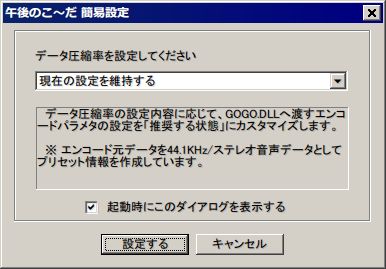 午後のこ～だ 簡易設定
データ圧縮率を設定してください
現在の設定を維持する
データ圧縮率の設定内容に応じて、GOGO.DLLへ渡すエン
コードパラメタの設定を「推奨する状態」にカスタマイズします。
※ エンコード元データを44.1KHz/ステレオ音声データとして
プリセット情報を作成しています。
起動時にこのダイアログを表示する
設定する
キャンセル